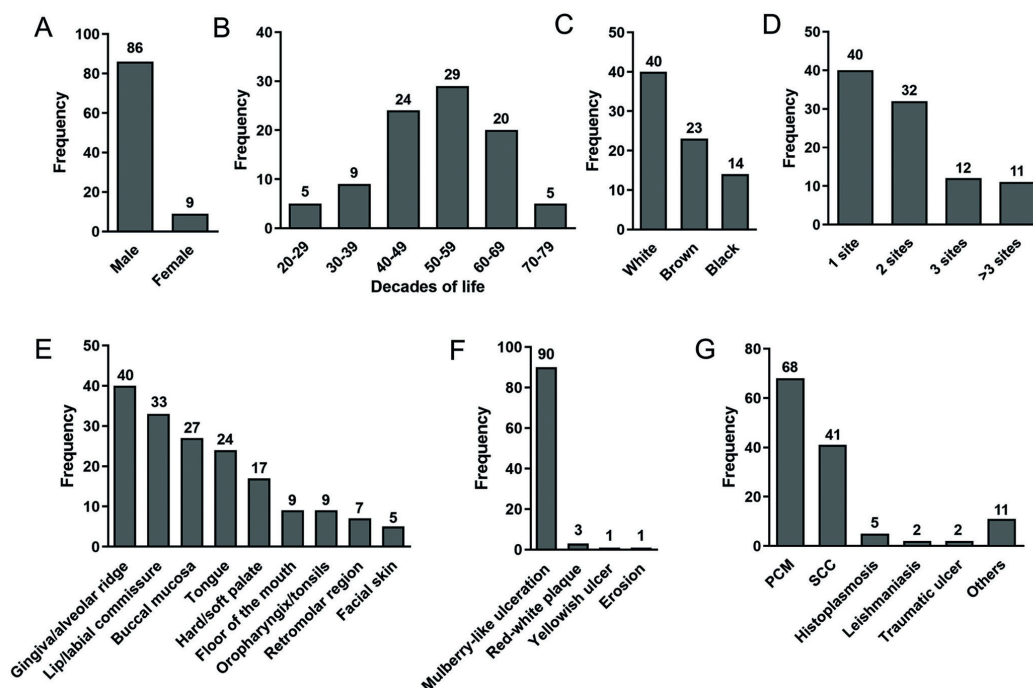 A
Frequency
100
80
60
40
20
0
86
9
Male
Female
B
Frequency
40
30
20
10
0
5
9
24
29
20
5
20-29
30-39
40-49
50-59
60-69
70-79
Decades of life
C
Frequency
50
40
30
20
10
0
40
23
14
White
Brown
Black
D
Frequency
50
40
30
20
10
0
40
32
12
11
1 site
2 sites
3 sites
>3 sites
E
Frequency
50
40
30
20
10
0
40
33
27
24
17
9
9
7
5
Gingiva/alveolar ridge
Lip/labial commissure
Buccal mucosa
Tongue
Hard/soft palate
Floor of the mouth
Oropharyngix/tonsils
Retromolar region
Facial skin
F
Frequency
100
80
60
40
20
0
90
3
1
1
Mulberry-like ulceration
Red-white plaque
Yellowish ulcer
Erosion
G
Frequency
80
60
40
20
0
68
41
5
2
2
11
PCM
SCC
Histoplasmosis
Leishmaniasis
Traumatic ulcer
Others